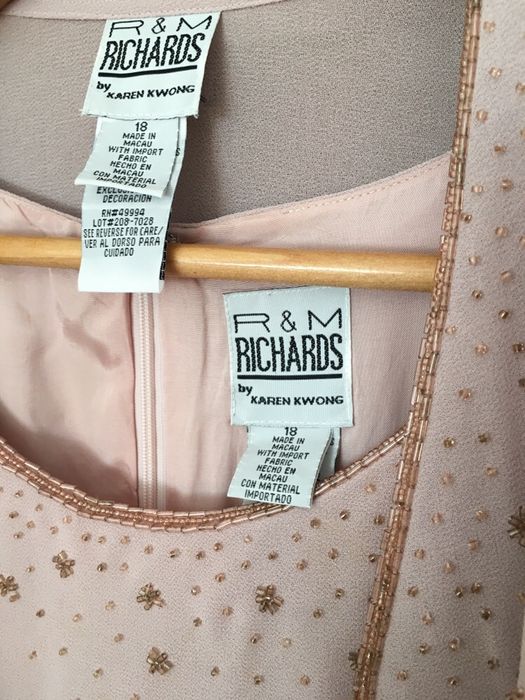 R & M
RICHARDS
by
KAREN KWONG
18
MADE IN
MACAU
WITH IMPORT
FABRIC
HECHO EN
MACAU
CON MATERIAL
IMPORTADO
DECORACION
RN#49994
LOT#208-7028
SEE REVERSE FOR CARE/
VER AL DORSO PARA
CUIDADO
R & M
RICHARDS
by
KAREN KWONG
18
MADE IN
MACAU
WITH IMPORT
FABRIC
HECHO EN
MACAU
CON MATERIAL
IMPORTADO